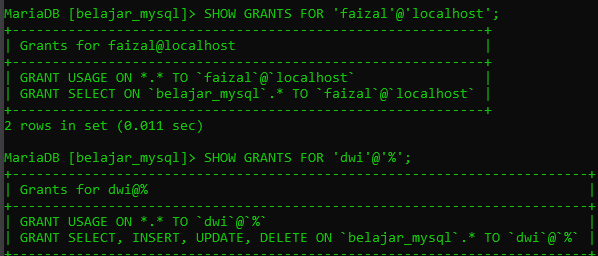 MariaDB [belajar_mysql]> SHOW GRANTS FOR 'faizal'@'localhost';
+-----------------------------------------------------------+
| Grants for faizal@localhost                               |
+-----------------------------------------------------------+
| GRANT USAGE ON *.* TO `faizal`@`localhost`                |
| GRANT SELECT ON `belajar_mysql`.* TO `faizal`@`localhost` |
+-----------------------------------------------------------+
2 rows in set (0.011 sec)
MariaDB [belajar_mysql]> SHOW GRANTS FOR 'dwi'@'%';
+------------------------------------------------------------------------+
| Grants for dwi@%                                                       |
+------------------------------------------------------------------------+
| GRANT USAGE ON *.* TO `dwi`@`%`                                        |
| GRANT SELECT, INSERT, UPDATE, DELETE ON `belajar_mysql`.* TO `dwi`@`%` |
+------------------------------------------------------------------------+